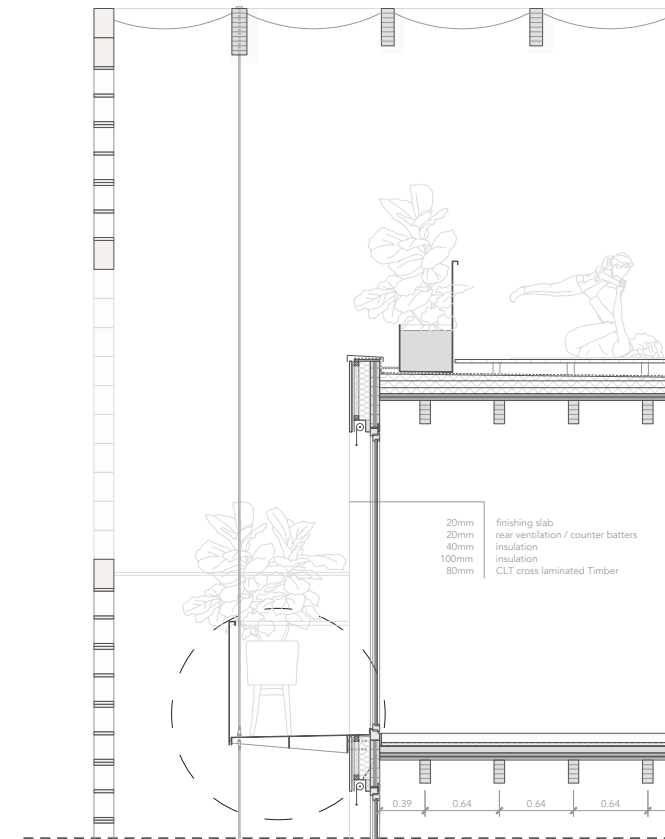 20mm finishing slab
20mm rear ventilation / counter batters
40mm insulation
100mm insulation
80mm CLT cross laminated Timber
0.39 0.64 0.64 0.64